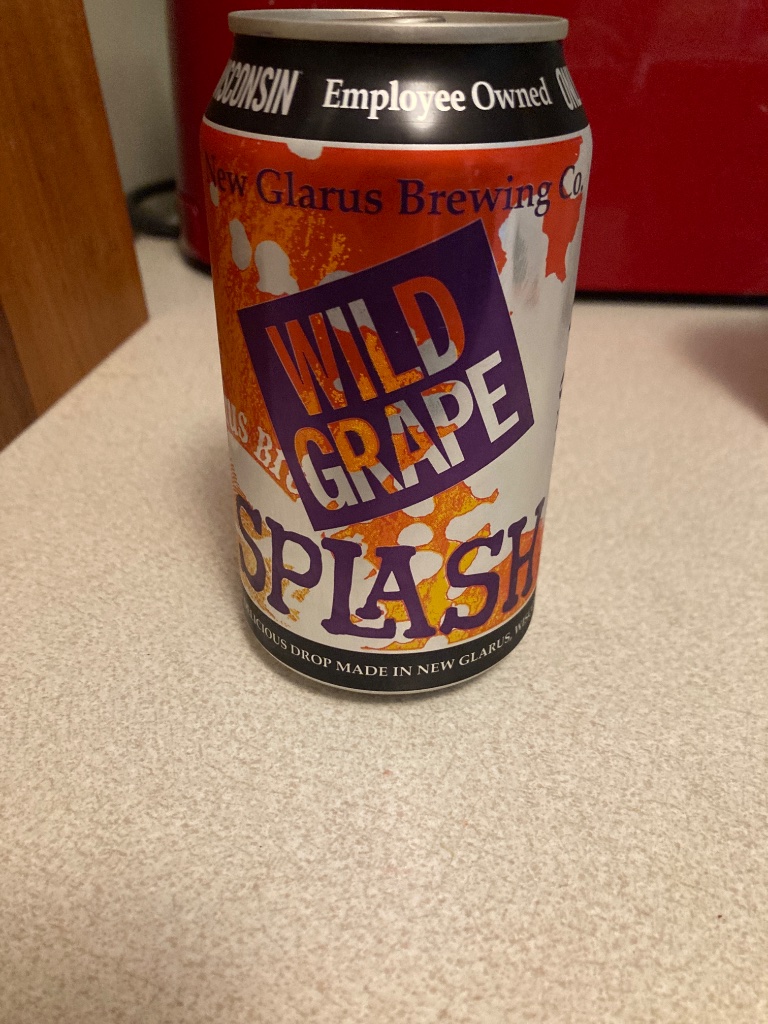 Employee Owned
New Glarus Brewing Co.
WILD
GRAPE
SPLASH
DROP MADE IN NEW GLARUS,